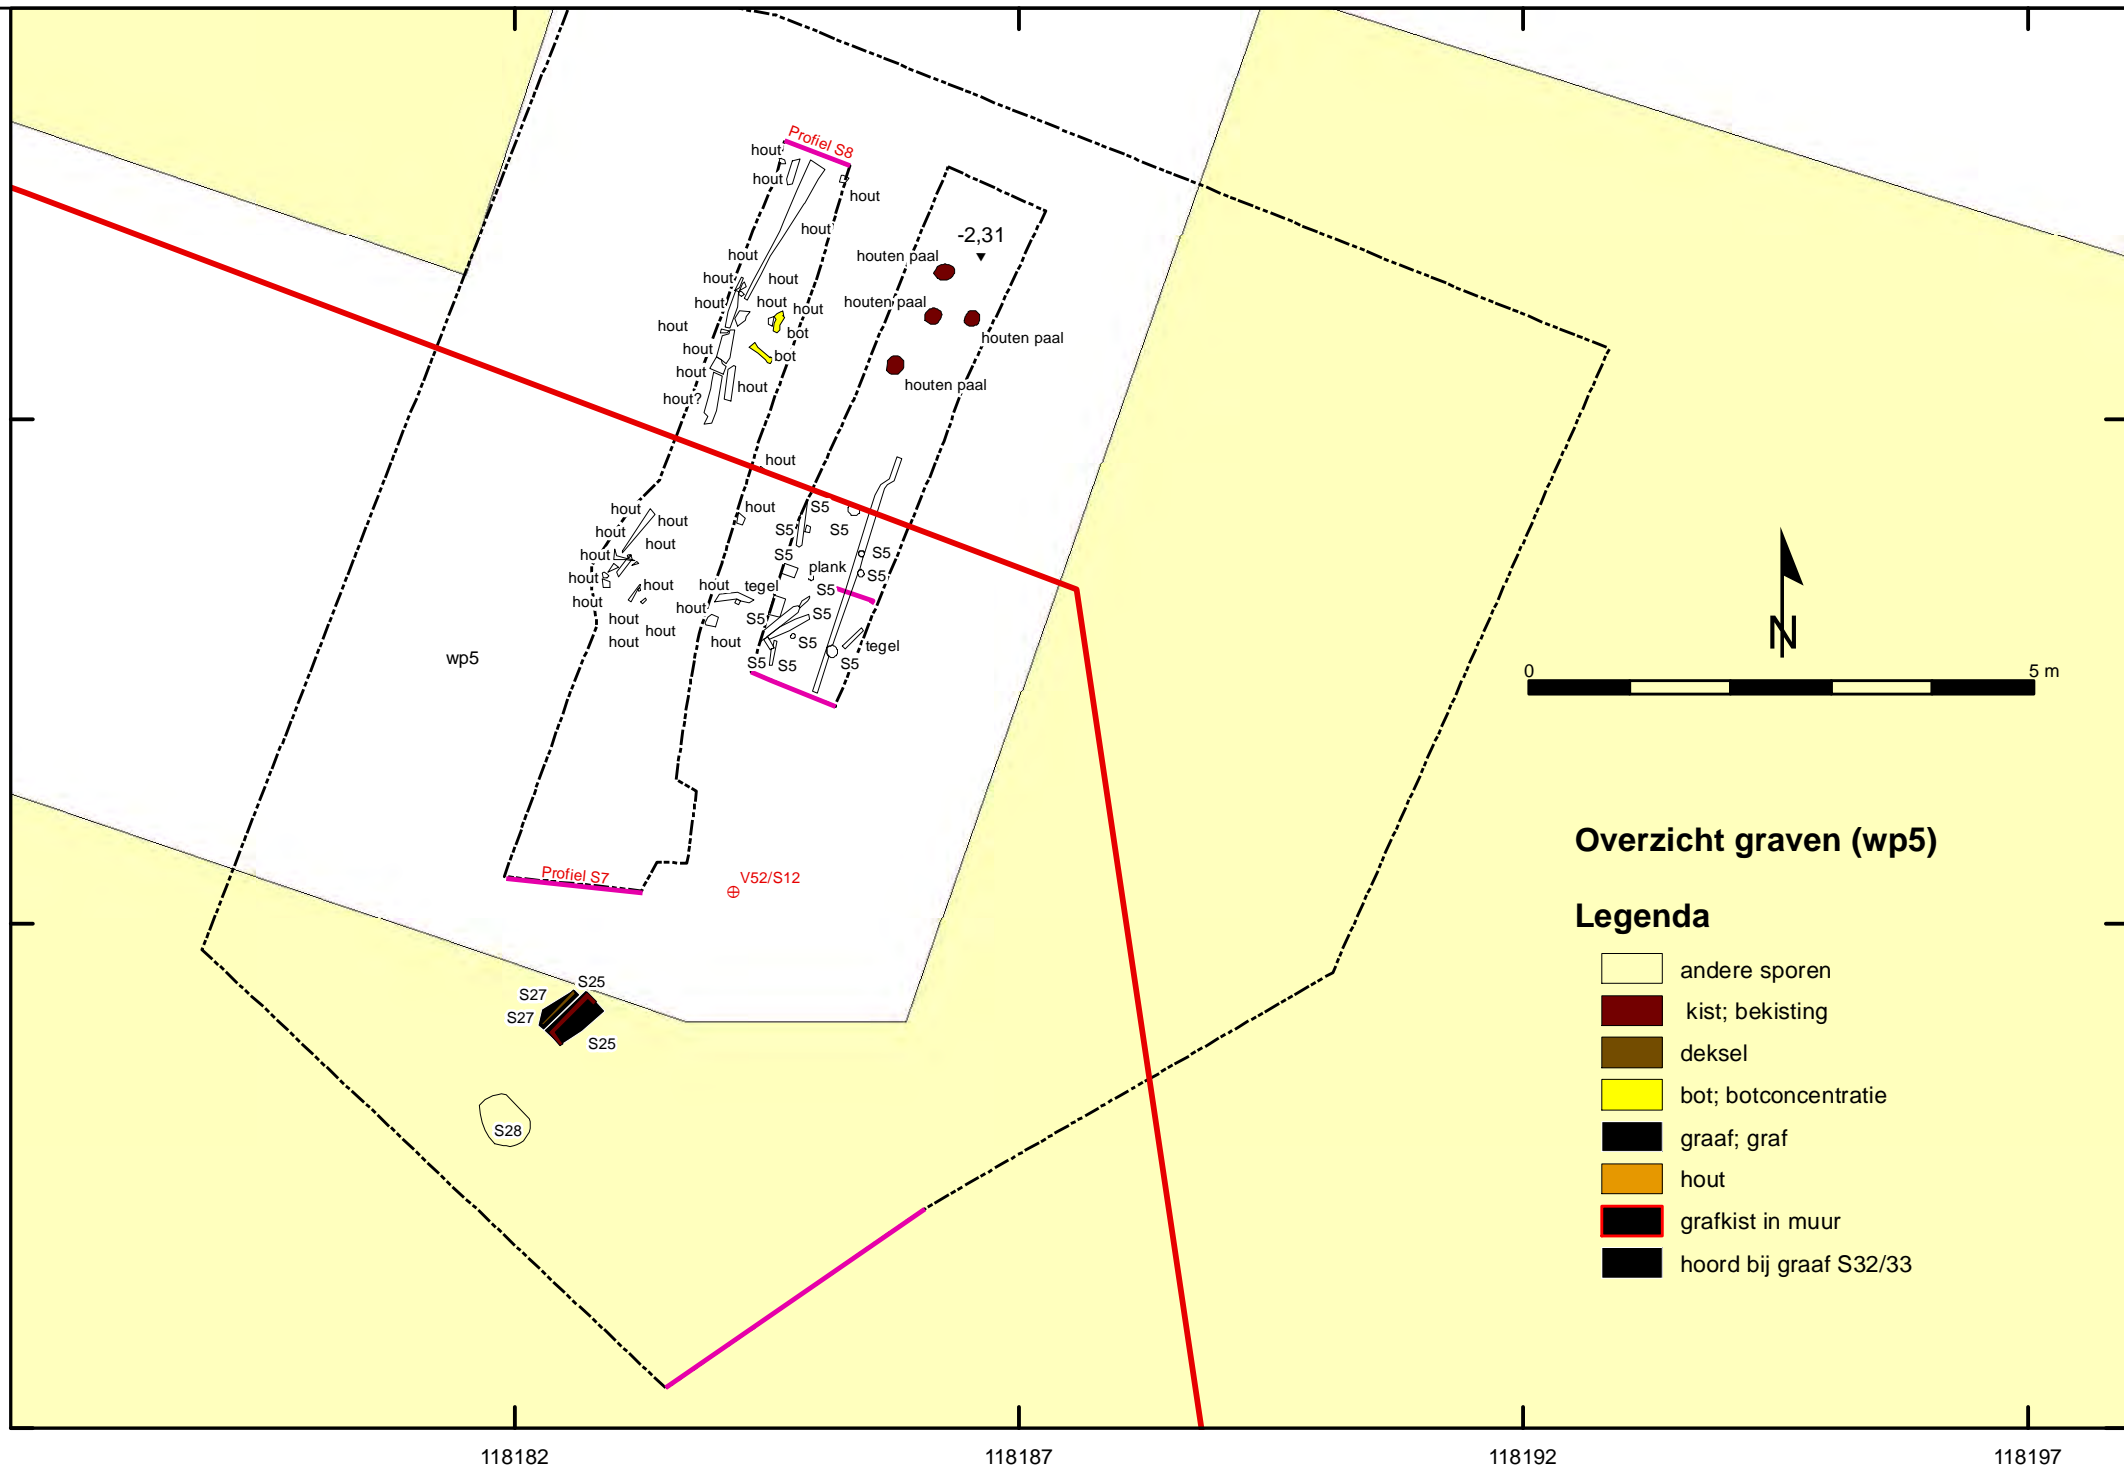 Profiel S8
hout
hout
hout
hout
-2,31
hout
houten paal
hout
hout
hout
hout
hout
houten paal
hout
bot
houten paal
hout
bot
hout
hout
houten paal
hout?
hout
hout
hout
S5
hout
hout
S5
S5
hout
hout
S5
S5
hout
plank
S5
hout
hout
hout
tegel
S5
hout
hout
S5
S5
hout
hout
hout
hout
S5
tegel
wp5
S5
S5
S5
N
0
5 m
Overzicht graven (wp5)
Profiel S7
V52/S12
Legenda
andere sporen
S25
S27
S27
kist; bekisting
S25
deksel
bot; botconcentratie
S28
graaf; graf
hout
grafkist in muur
hoord bij graaf S32/33
118182
118187
118192
118197